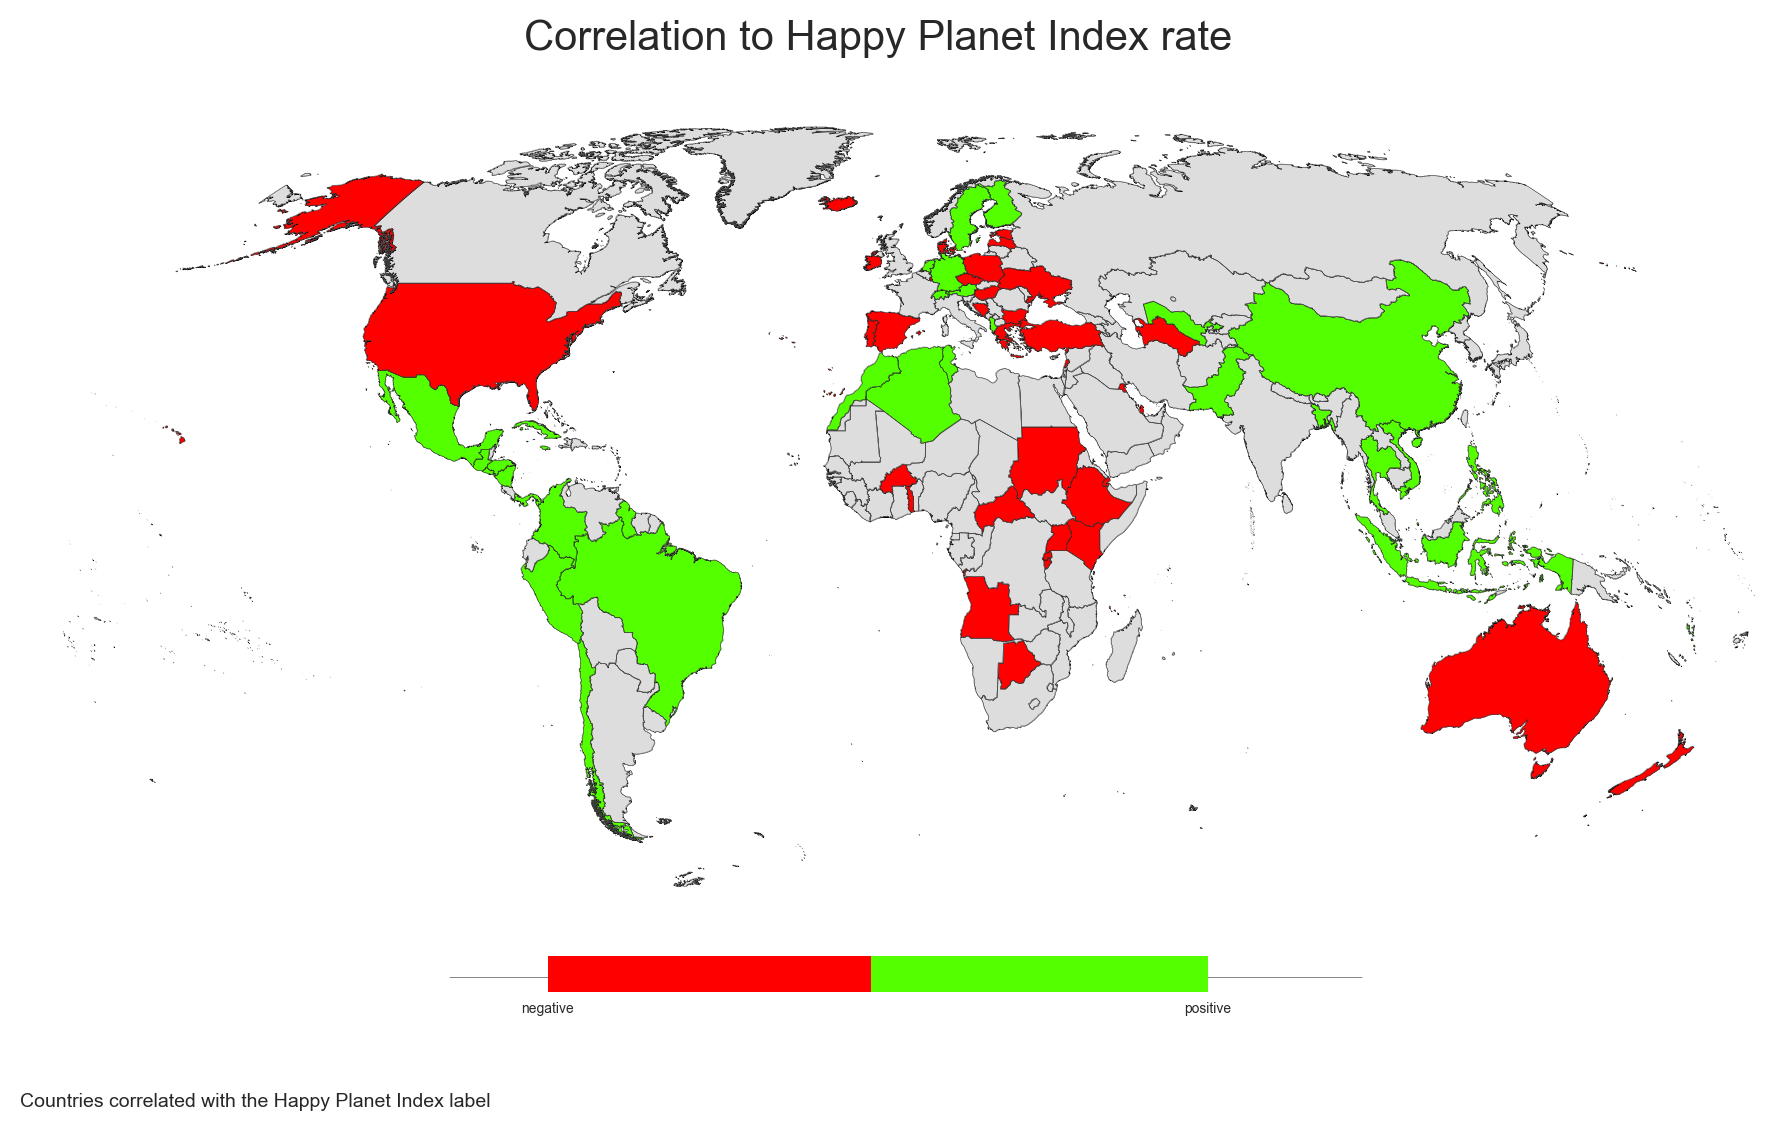 Correlation to Happy Planet Index rate
negative
positive
Countries correlated with the Happy Planet Index label